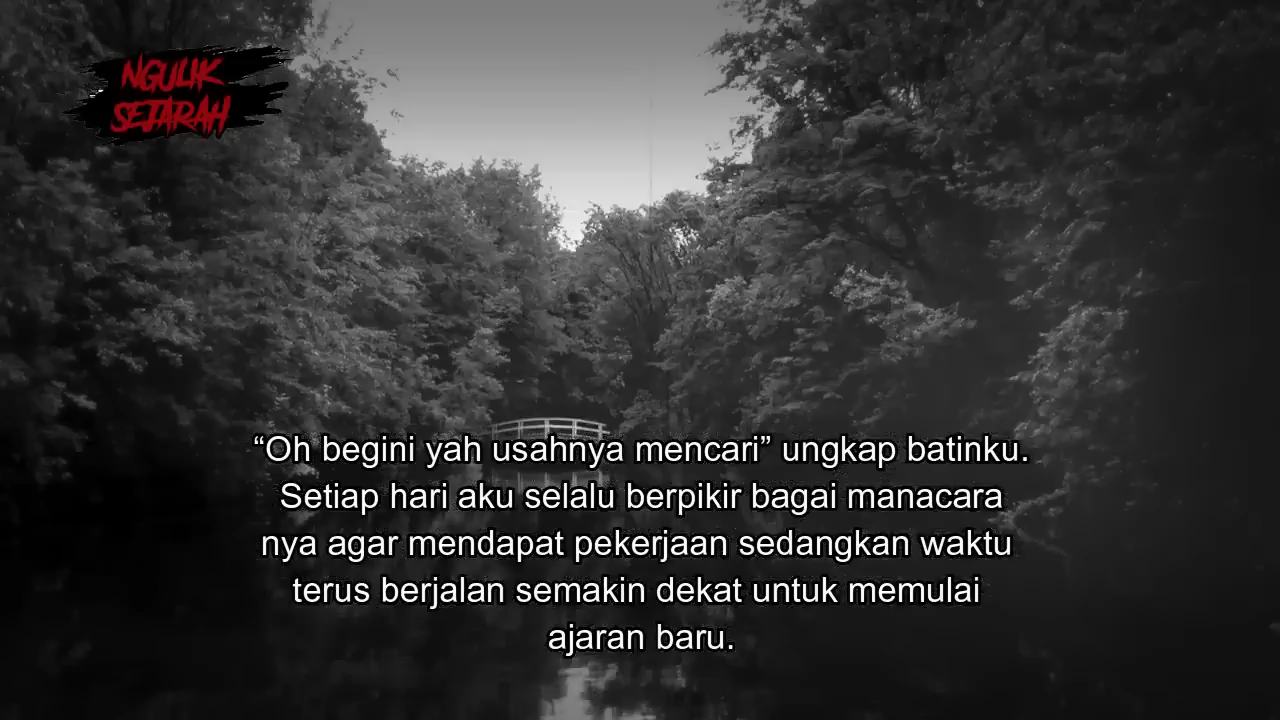 NGULIK
SEJARAH
“Oh begini yah usahnya mencari” ungkap batinku.
Setiap hari aku selalu berpikir bagai manacara
nya agar mendapat pekerjaan sedangkan waktu
terus berjalan semakin dekat untuk memulai
ajaran baru.